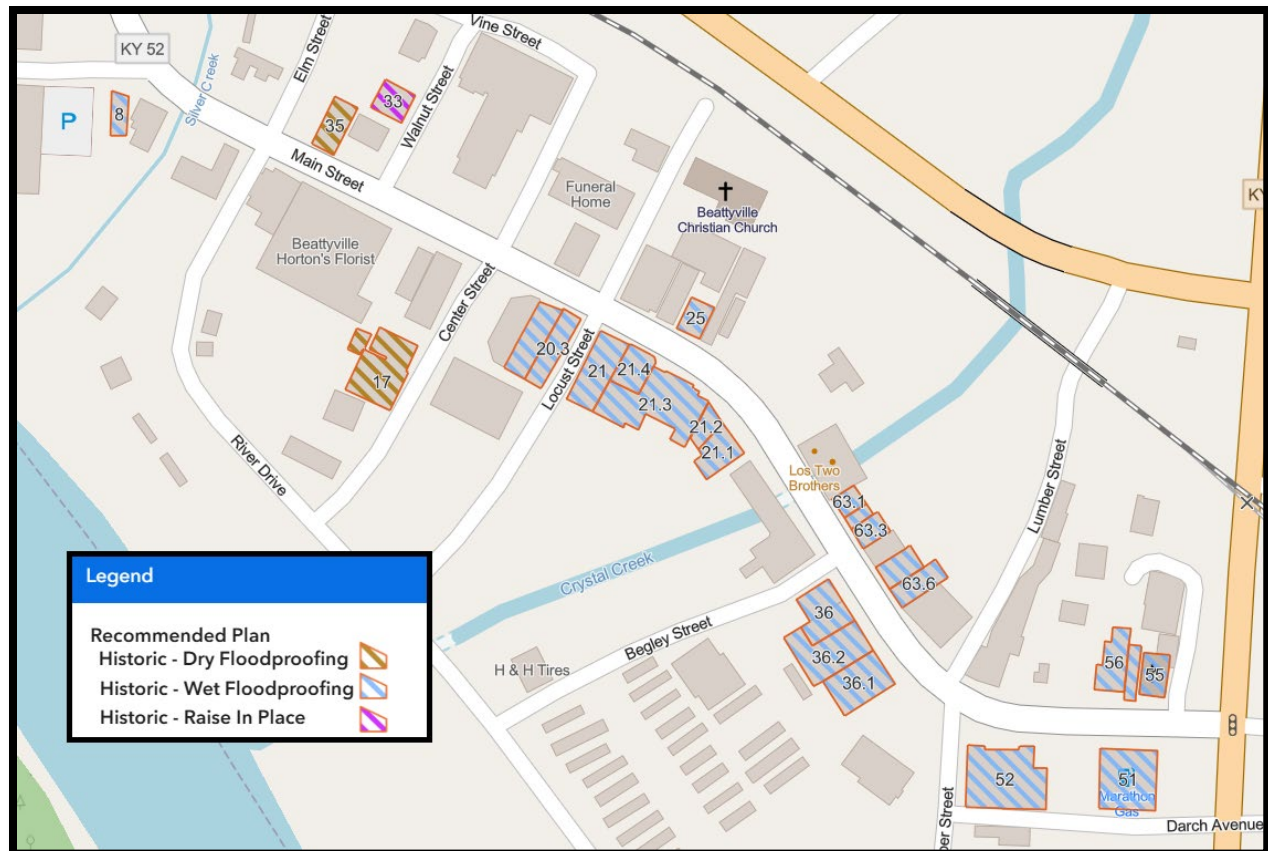 KY 52
Silver Creek
Elm Street
Vine Street
Walnut Street
P
8
35
33
Main Street
Funeral
Home
Beattyville
Christian Church
KY
Beattyville
Horton's Florist
Center Street
25
20.3
Locust Street
21
21.4
21.3
21.2
21.1
17
River Drive
Los Two
Brothers
63.1
63.3
63.6
Lumber Street
Crystal Creek
Begley Street
36
36.2
36.1
H & H Tires
56
55
52
51
Marathon
Gas
ber Street
Darch Avenue
Legend
Recommended Plan
Historic - Dry Floodproofing
Historic - Wet Floodproofing
Historic - Raise In Place